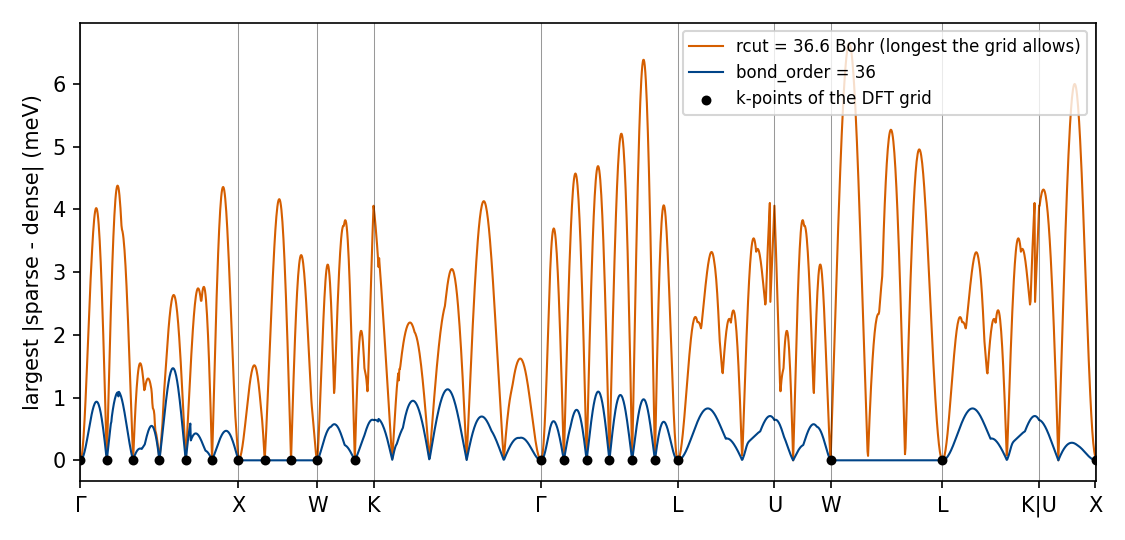 largest |sparse - dense| (meV)
6
5
4
3
2
1
0
rcut = 36.6 Bohr (longest the grid allows)
bond_order = 36
k-points of the DFT grid
Γ X W K Γ L U W L K|U X